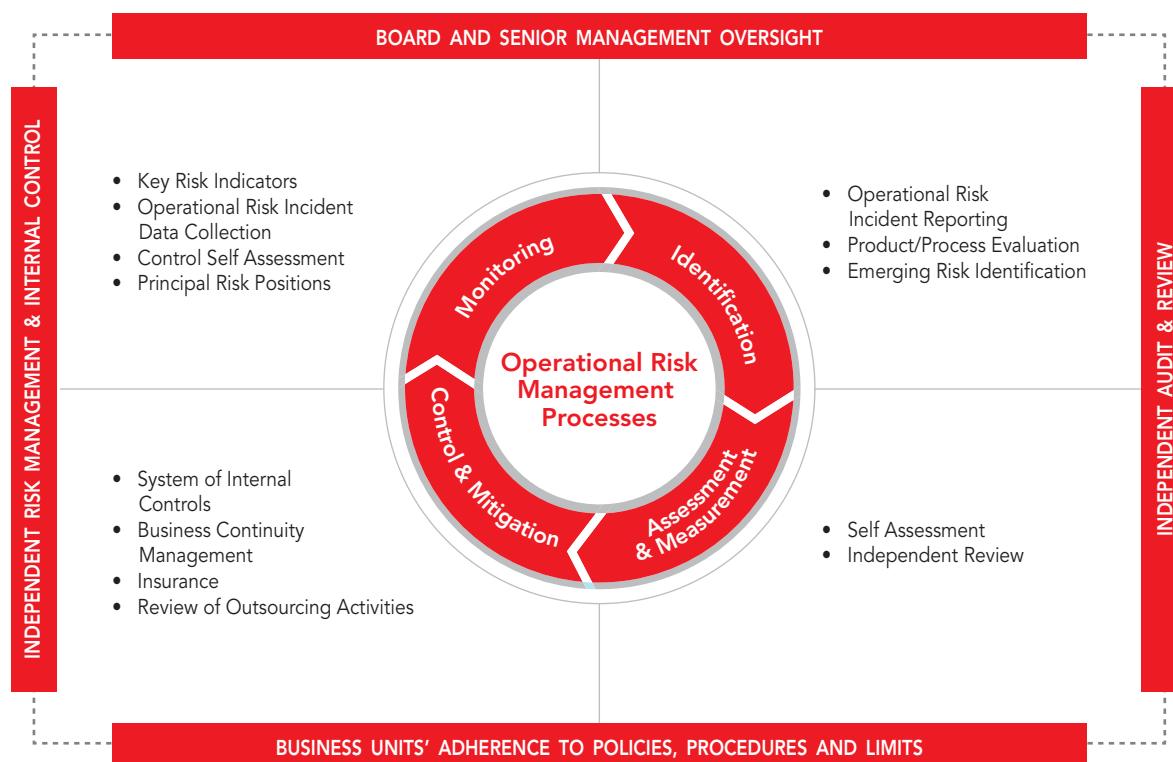 BOARD AND SENIOR MANAGEMENT OVERSIGHT
INDEPENDENT RISK MANAGEMENT & INTERNAL CONTROL
• Key Risk Indicators
• Operational Risk Incident
Data Collection
• Control Self Assessment
• Principal Risk Positions
• Operational Risk
Incident Reporting
• Product/Process Evaluation
• Emerging Risk Identification
INDEPENDENT AUDIT & REVIEW
Monitoring
Identification
Operational Risk
Management
Processes
Control & Mitigation
Assessment
& Measurement
• System of Internal
Controls
• Business Continuity
Management
• Insurance
• Review of Outsourcing Activities
• Self Assessment
• Independent Review
BUSINESS UNITS’ ADHERENCE TO POLICIES, PROCEDURES AND LIMITS